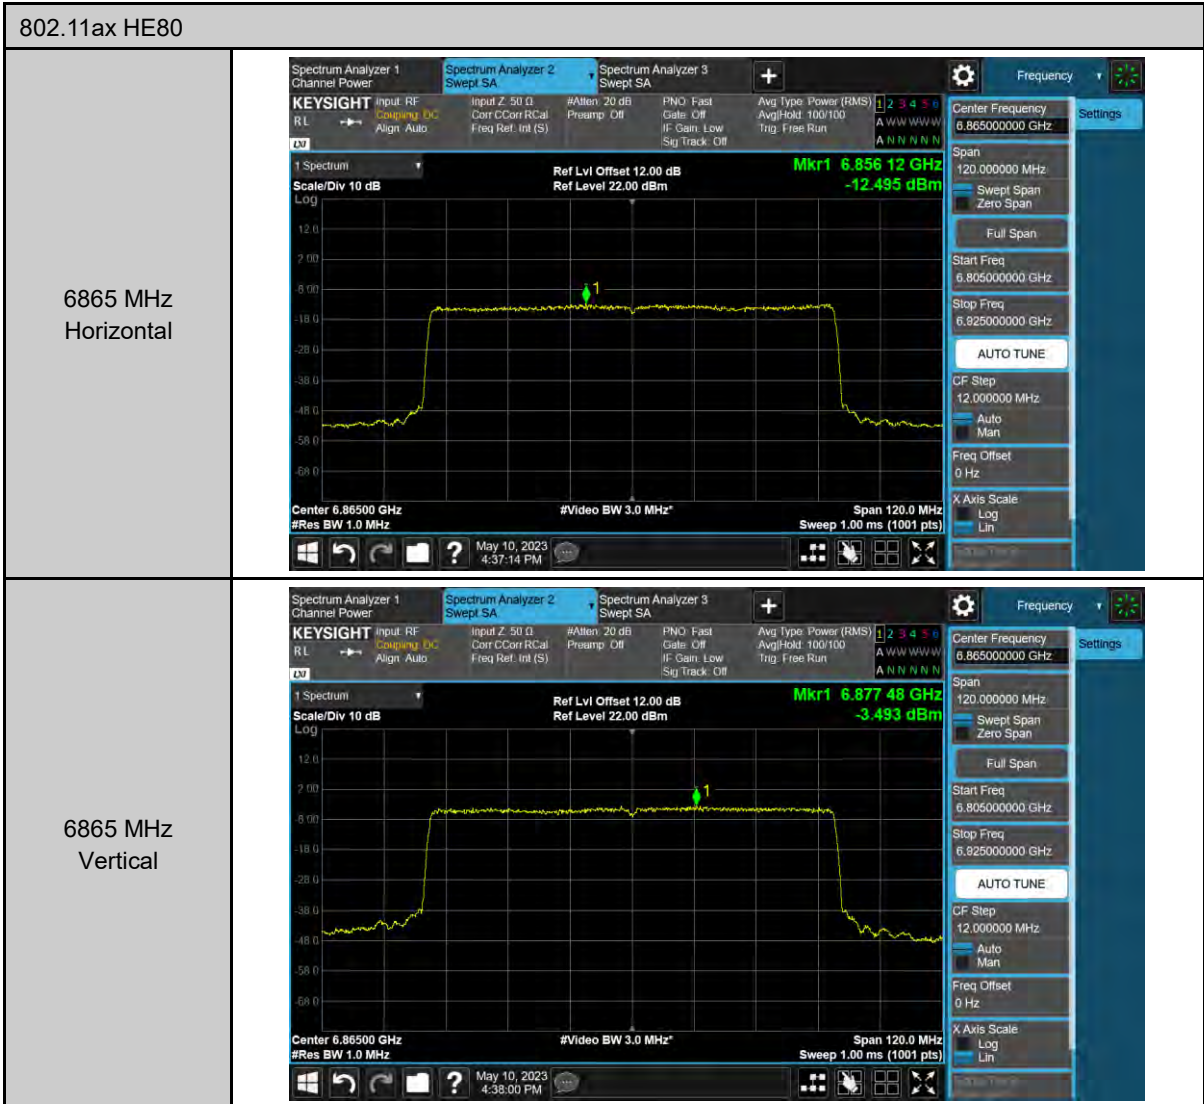 802.11ax HE80
6865 MHz
Horizontal
Spectrum Analyzer 1
Channel Power
Spectrum Analyzer 2
Swept SA
Spectrum Analyzer 3
Swept SA
+
Frequency
KEYSIGHT
RL
LXI
Input: RF
Coupling: DC
Align: Auto
Input Z: 50 Ω
Corr CCorr RCal
Freq Ref: Int (S)
#Atten: 20 dB
Preamp: Off
PNO: Fast
Gate: Off
IF Gain: Low
Sig Track: Off
Avg Type: Power (RMS)
Avg|Hold: 100/100
Trig: Free Run
1 2 3 4 5 6
A W W W W W
A N N N N N
1 Spectrum
Scale/Div 10 dB
Log
Ref Lvl Offset 12.00 dB
Ref Level 22.00 dBm
Mkr1 6.856 12 GHz
-12.495 dBm
12.0
2.00
-8.00
-18.0
-28.0
-38.0
-48.0
-58.0
-68.0
1
Center 6.86500 GHz
#Res BW 1.0 MHz
#Video BW 3.0 MHz*
Span 120.0 MHz
Sweep 1.00 ms (1001 pts)
?
May 10, 2023
4:37:14 PM
Center Frequency
6.865000000 GHz
Settings
Span
120.000000 MHz
Swept Span
Zero Span
Full Span
Start Freq
6.805000000 GHz
Stop Freq
6.925000000 GHz
AUTO TUNE
CF Step
12.000000 MHz
Auto
Man
Freq Offset
0 Hz
X Axis Scale
Log
Lin
6865 MHz
Vertical
Spectrum Analyzer 1
Channel Power
Spectrum Analyzer 2
Swept SA
Spectrum Analyzer 3
Swept SA
+
Frequency
KEYSIGHT
RL
LXI
Input: RF
Coupling: DC
Align: Auto
Input Z: 50 Ω
Corr CCorr RCal
Freq Ref: Int (S)
#Atten: 20 dB
Preamp: Off
PNO: Fast
Gate: Off
IF Gain: Low
Sig Track: Off
Avg Type: Power (RMS)
Avg|Hold: 100/100
Trig: Free Run
1 2 3 4 5 6
A W W W W W
A N N N N N
1 Spectrum
Scale/Div 10 dB
Log
Ref Lvl Offset 12.00 dB
Ref Level 22.00 dBm
Mkr1 6.877 48 GHz
-3.493 dBm
12.0
2.00
-8.00
-18.0
-28.0
-38.0
-48.0
-58.0
-68.0
1
Center 6.86500 GHz
#Res BW 1.0 MHz
#Video BW 3.0 MHz*
Span 120.0 MHz
Sweep 1.00 ms (1001 pts)
?
May 10, 2023
4:38:00 PM
Center Frequency
6.865000000 GHz
Settings
Span
120.000000 MHz
Swept Span
Zero Span
Full Span
Start Freq
6.805000000 GHz
Stop Freq
6.925000000 GHz
AUTO TUNE
CF Step
12.000000 MHz
Auto
Man
Freq Offset
0 Hz
X Axis Scale
Log
Lin